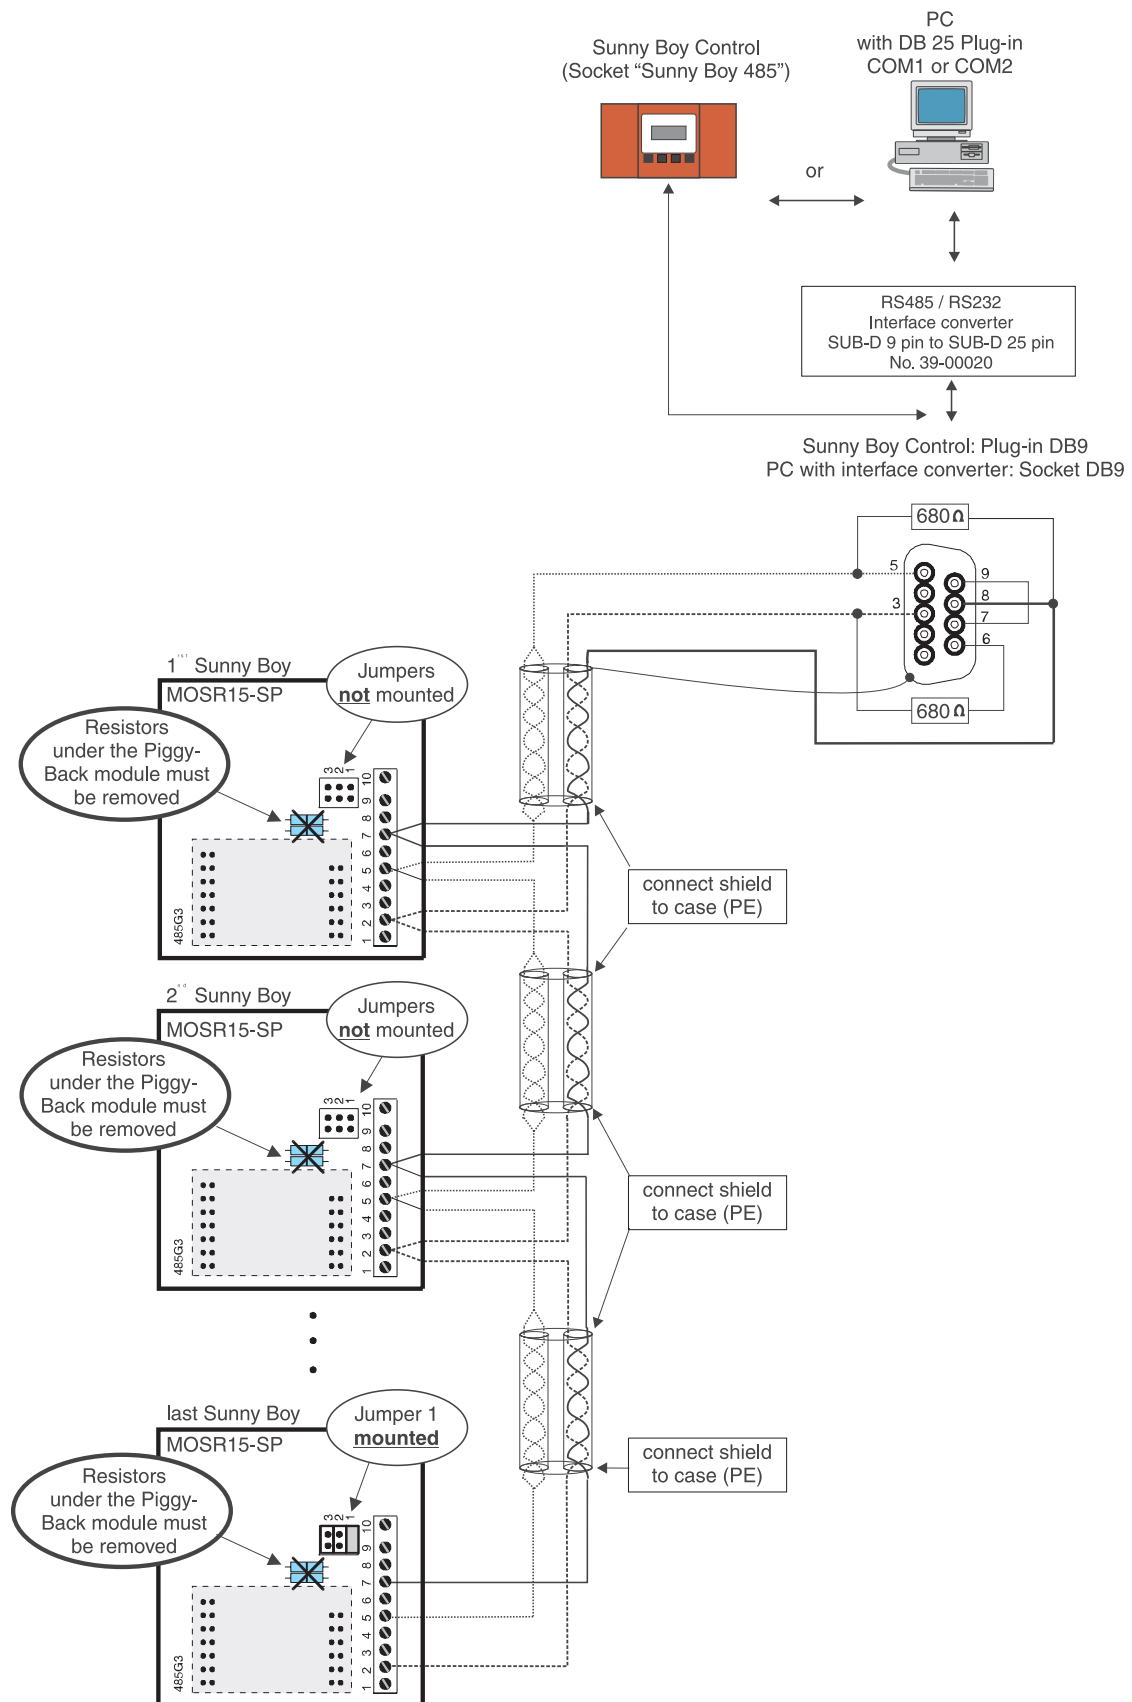 PC
with DB 25 Plug-in
COM1 or COM2
Sunny Boy Control
(Socket “Sunny Boy 485”)
or
RS485 / RS232
Interface converter
SUB-D 9 pin to SUB-D 25 pin
No. 39-00020
Sunny Boy Control: Plug-in DB9
PC with interface converter: Socket DB9
680 Ω
5
9
3
8
7
6
680 Ω
1st Sunny Boy
MOSR15-SP
Jumpers
not mounted
Resistors
under the Piggy-
Back module must
be removed
3 2 1
10
9
8
7
6
5
4
3
2
1
485G3
connect shield
to case (PE)
2nd Sunny Boy
MOSR15-SP
Jumpers
not mounted
Resistors
under the Piggy-
Back module must
be removed
3 2 1
10
9
8
7
6
5
4
3
2
1
485G3
connect shield
to case (PE)
last Sunny Boy
MOSR15-SP
Jumper 1
mounted
Resistors
under the Piggy-
Back module must
be removed
3 2 1
10
9
8
7
6
5
4
3
2
1
485G3
connect shield
to case (PE)